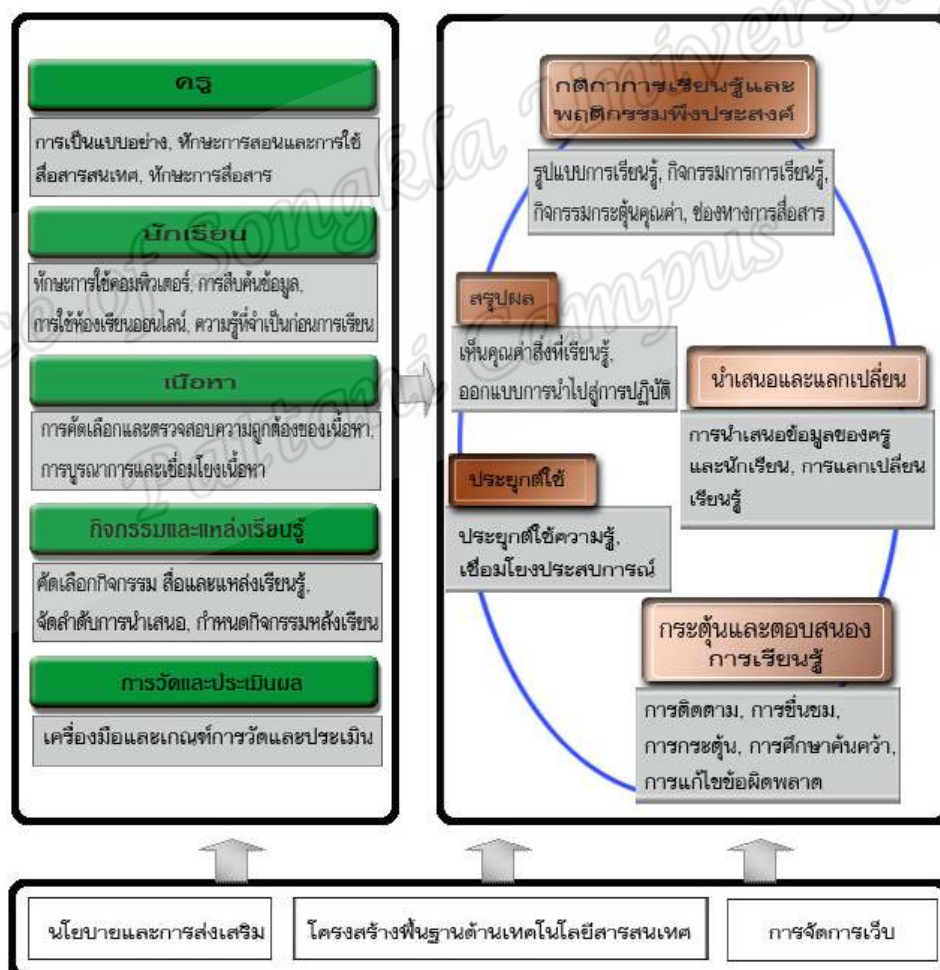 ครู
การเป็นแบบอย่าง, ทักษะการสอนและการใช้
สื่อสารสนเทศ, ทักษะการสื่อสาร
นักเรียน
ทักษะการใช้คอมพิวเตอร์, การสืบค้นข้อมูล,
การใช้ห้องเรียนออนไลน์, ความรู้ที่จำเป็นก่อนการเรียน
เนื้อหา
การคัดเลือกและตรวจสอบความถูกต้องของเนื้อหา,
การบูรณาการและเชื่อมโยงเนื้อหา
กิจกรรมและแหล่งเรียนรู้
คัดเลือกกิจกรรม สื่อและแหล่งเรียนรู้,
จัดลำดับการนำเสนอ, กำหนดกิจกรรมหลังเรียน
การวัดและประเมินผล
เครื่องมือและเกณฑ์การวัดและประเมิน
กติกาการเรียนรู้และ
พฤติกรรมพึงประสงค์
รูปแบบการเรียนรู้, กิจกรรมการการเรียนรู้,
กิจกรรมกระตุ้นคุณค่า, ช่องทางการสื่อสาร
นำเสนอและแลกเปลี่ยน
การนำเสนอข้อมูลของครู
และนักเรียน, การแลกเปลี่ยน
เรียนรู้
กระตุ้นและตอบสนอง
การเรียนรู้
การติดตาม, การชื่นชม,
การกระตุ้น, การศึกษาค้นคว้า,
การแก้ไขข้อผิดพลาด
ประยุกต์ใช้
ประยุกต์ใช้ความรู้,
เชื่อมโยงประสบการณ์
สรุปผล
เห็นคุณค่าสิ่งที่เรียนรู้,
ออกแบบการนำไปสู่การปฏิบัติ
นโยบายและการส่งเสริม
โครงสร้างพื้นฐานด้านเทคโนโลยีสารสนเทศ
การจัดการเว็บ
of Songkla Univers
Pattani Campus